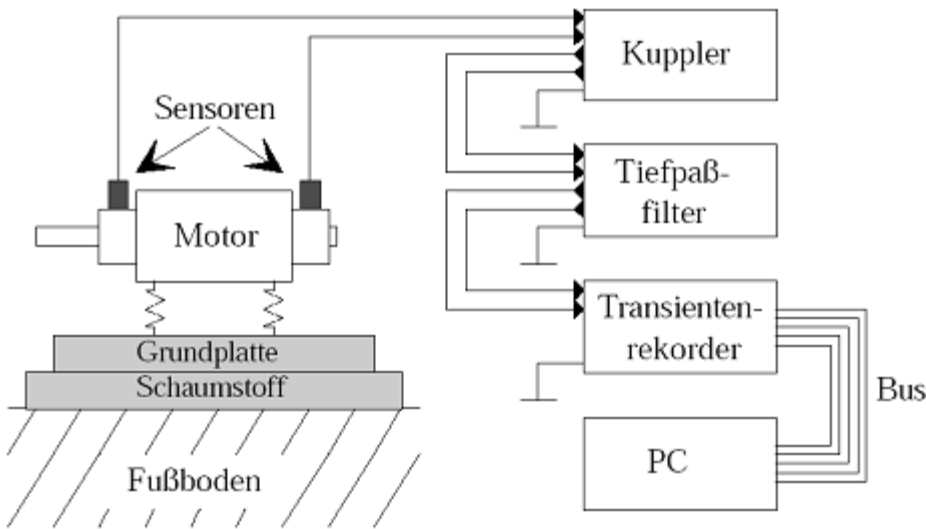 Kuppler
Sensoren
Tiefpaß-
filter
Motor
Transienten-
rekorder
Grundplatte
Schaumstoff
Bus
PC
Fußboden